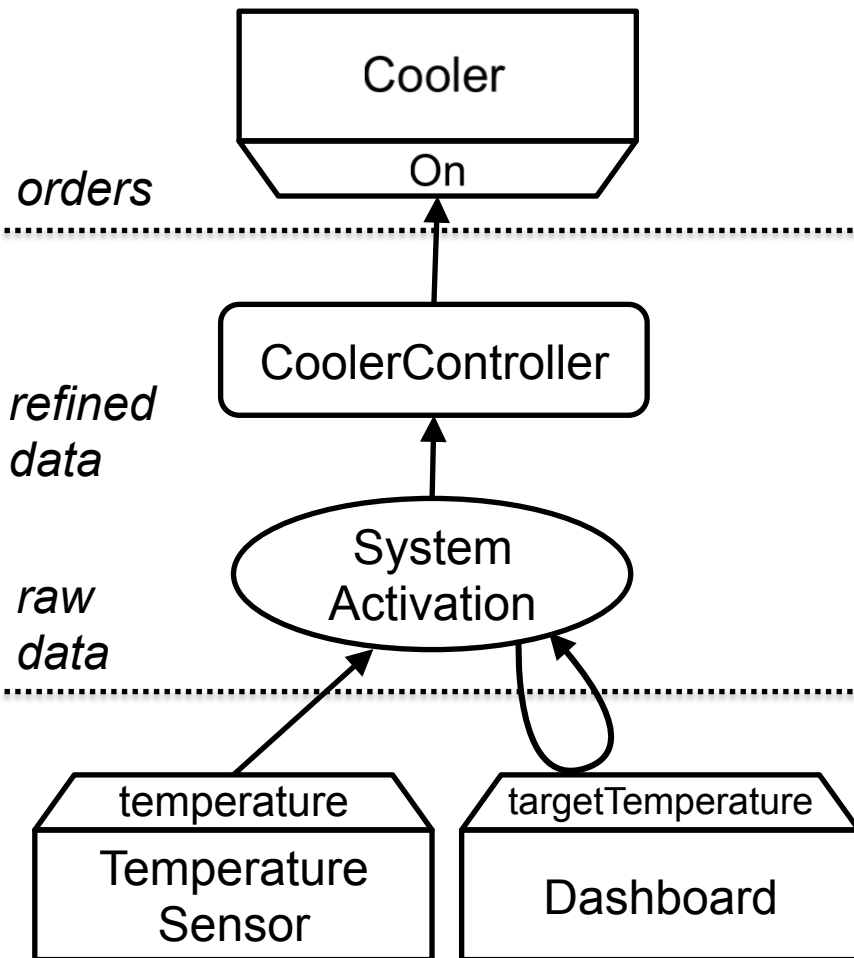 Cooler
On
orders
CoolerController
refined
data
System
Activation
raw
data
temperature
targetTemperature
Temperature
Sensor
Dashboard